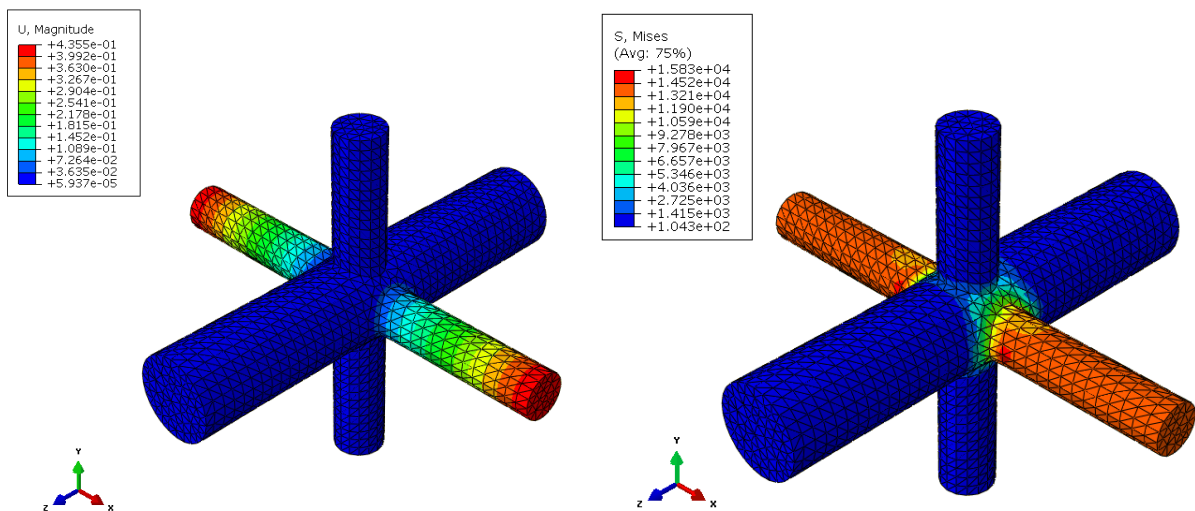 U, Magnitude
+4.355e-01
+3.992e-01
+3.630e-01
+3.267e-01
+2.904e-01
+2.541e-01
+2.178e-01
+1.815e-01
+1.452e-01
+1.089e-01
+7.264e-02
+3.635e-02
+5.937e-05
Y
Z
X
S, Mises
(Avg: 75%)
+1.583e+04
+1.452e+04
+1.321e+04
+1.190e+04
+1.059e+04
+9.278e+03
+7.967e+03
+6.657e+03
+5.346e+03
+4.036e+03
+2.725e+03
+1.415e+03
+1.043e+02
Y
Z
X